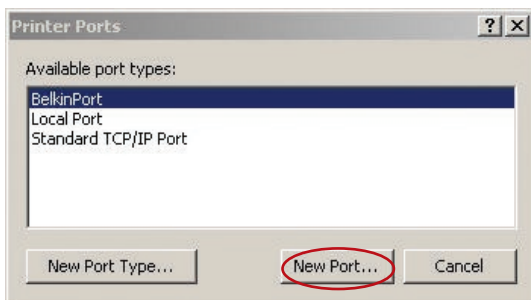 Printer Ports
Available port types:
BelkinPort
Local Port
Standard TCP/IP Port
New Port Type... New Port... Cancel